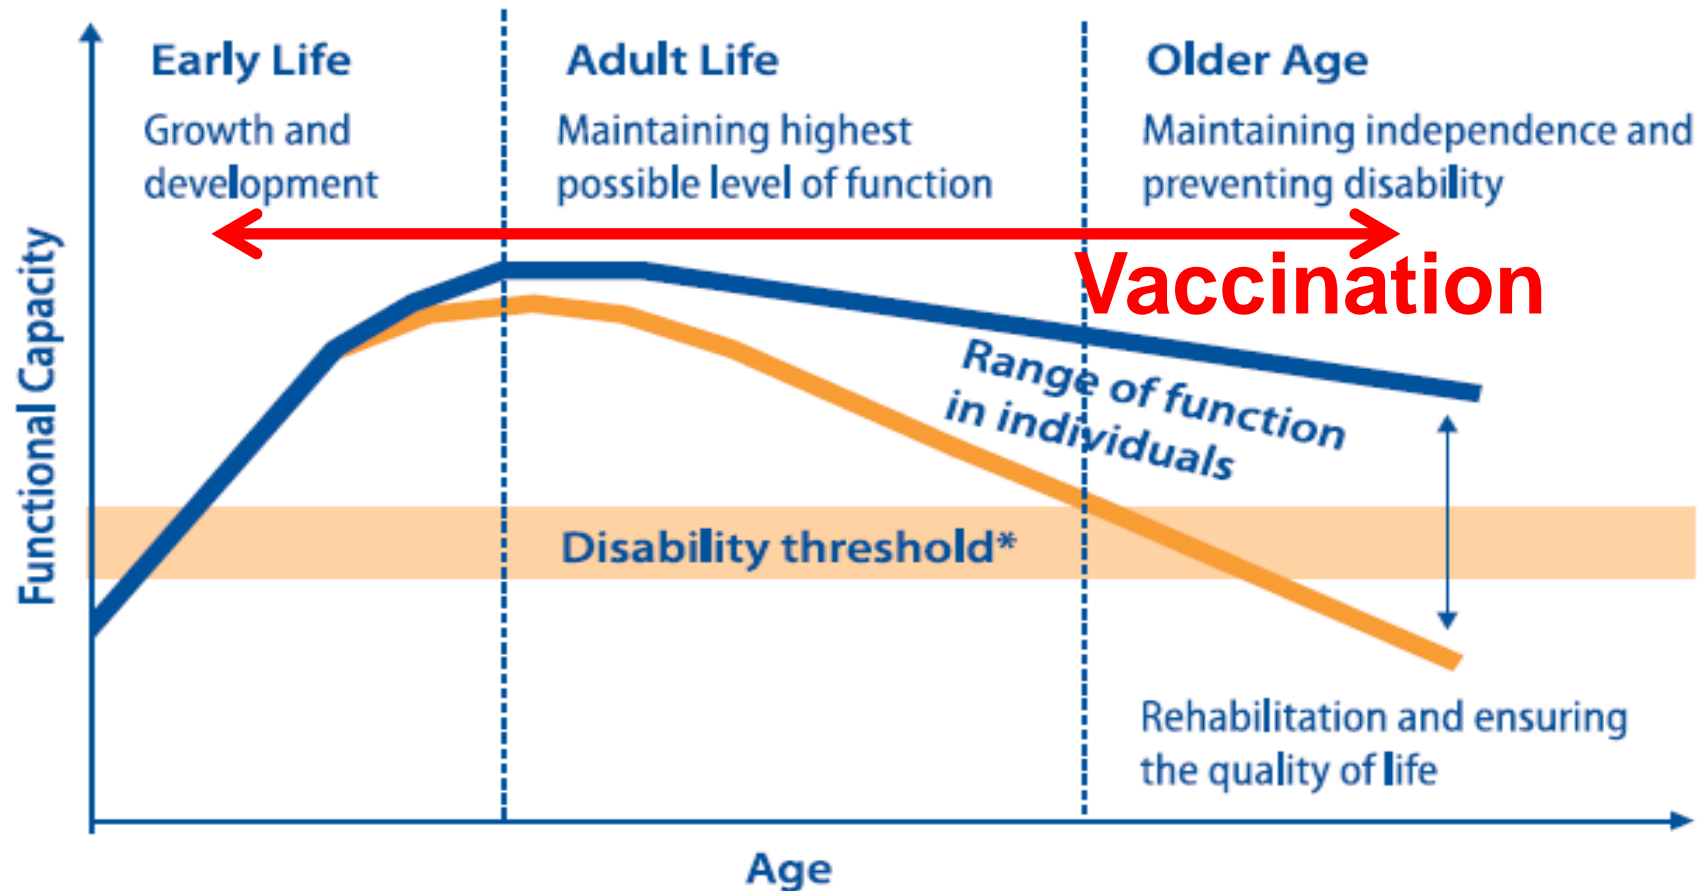 Early Life
Growth and
development
Adult Life
Maintaining highest
possible level of function
Older Age
Maintaining independence and
preventing disability
Vaccination
Functional Capacity
Range of function
in individuals
Disability threshold*
Rehabilitation and ensuring
the quality of life
Age